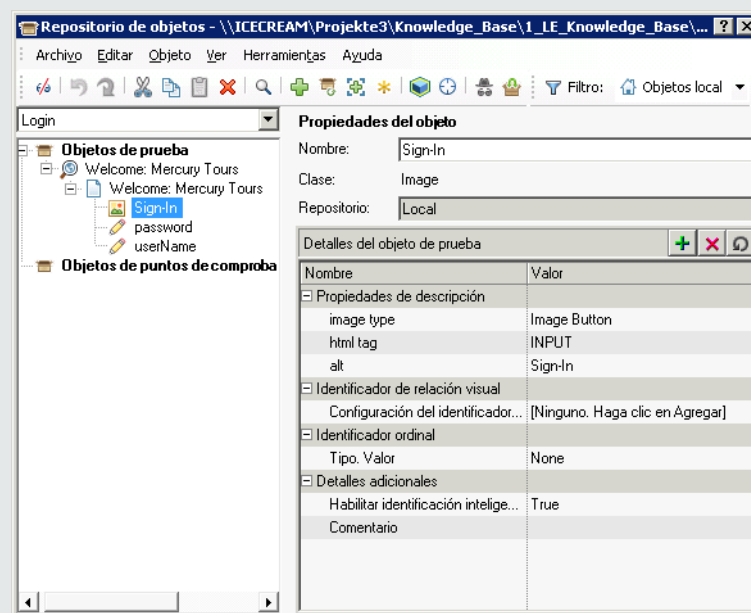 Repositorio de objetos - \\ICECREAM\Projekte3\Knowledge_Base\1_LE_Knowledge_Base\...
Archivo Editar Objeto Ver Herramientas Ayuda
Filtro: Objetos local
Login
Objetos de prueba
Welcome: Mercury Tours
Welcome: Mercury Tours
Sign-In
password
userName
Objetos de puntos de comproba
Propiedades del objeto
Nombre: Sign-In
Clase: Image
Repositorio: Local
Detalles del objeto de prueba
Nombre Valor
Propiedades de descripción
image type Image Button
html tag INPUT
alt Sign-In
Identificador de relación visual
Configuración del identificador... [Ninguno. Haga clic en Agregar]
Identificador ordinal
Tipo. Valor None
Detalles adicionales
Habilitar identificación intelige... True
Comentario